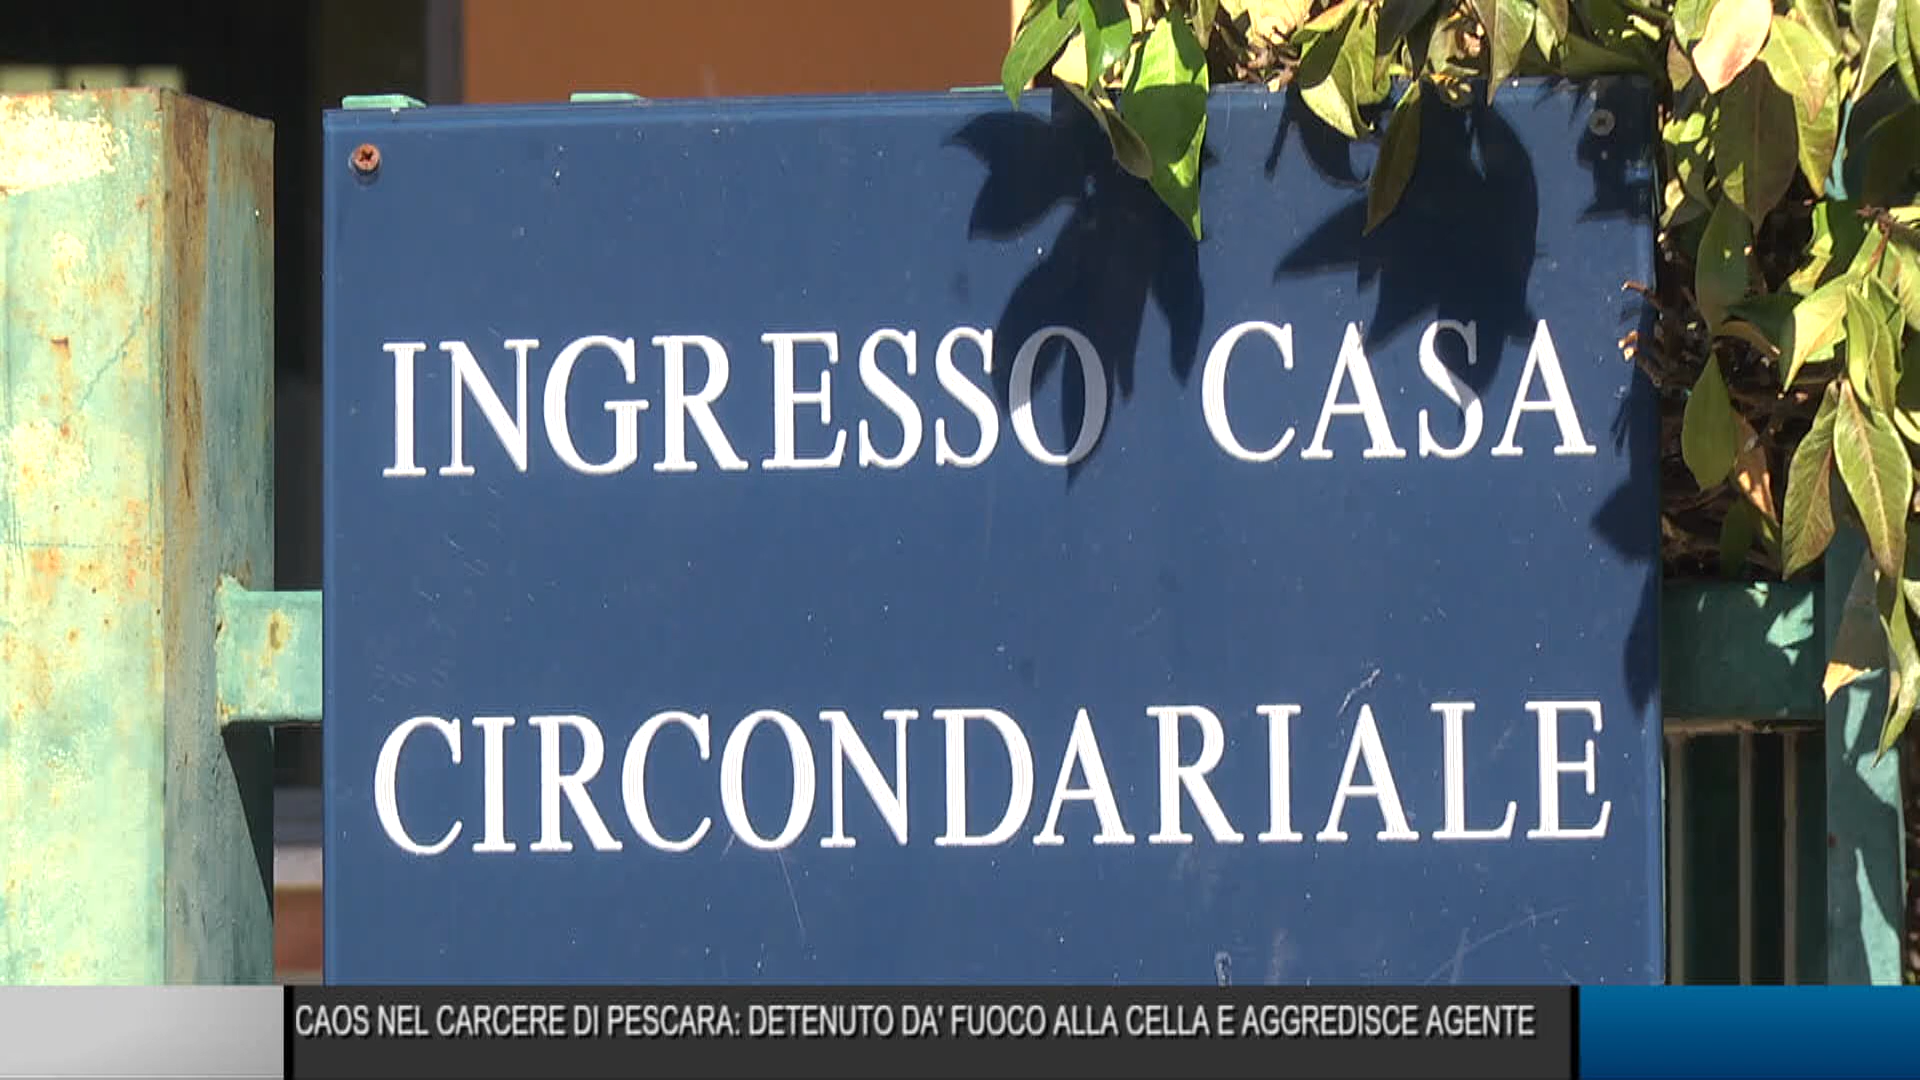 INGRESSO CASA
CIRCONDARIALE
CAOS NEL CARCERE DI PESCARA: DETENUTO DA' FUOCO ALLA CELLA E AGGREDISCE AGENTE